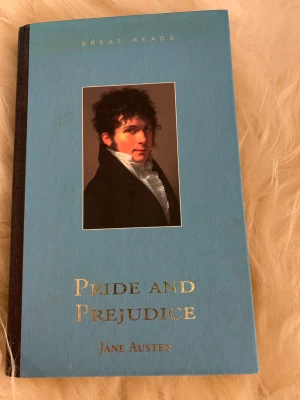 GREAT READS
PRIDE AND
PREJUDICE
JANE AUSTEN